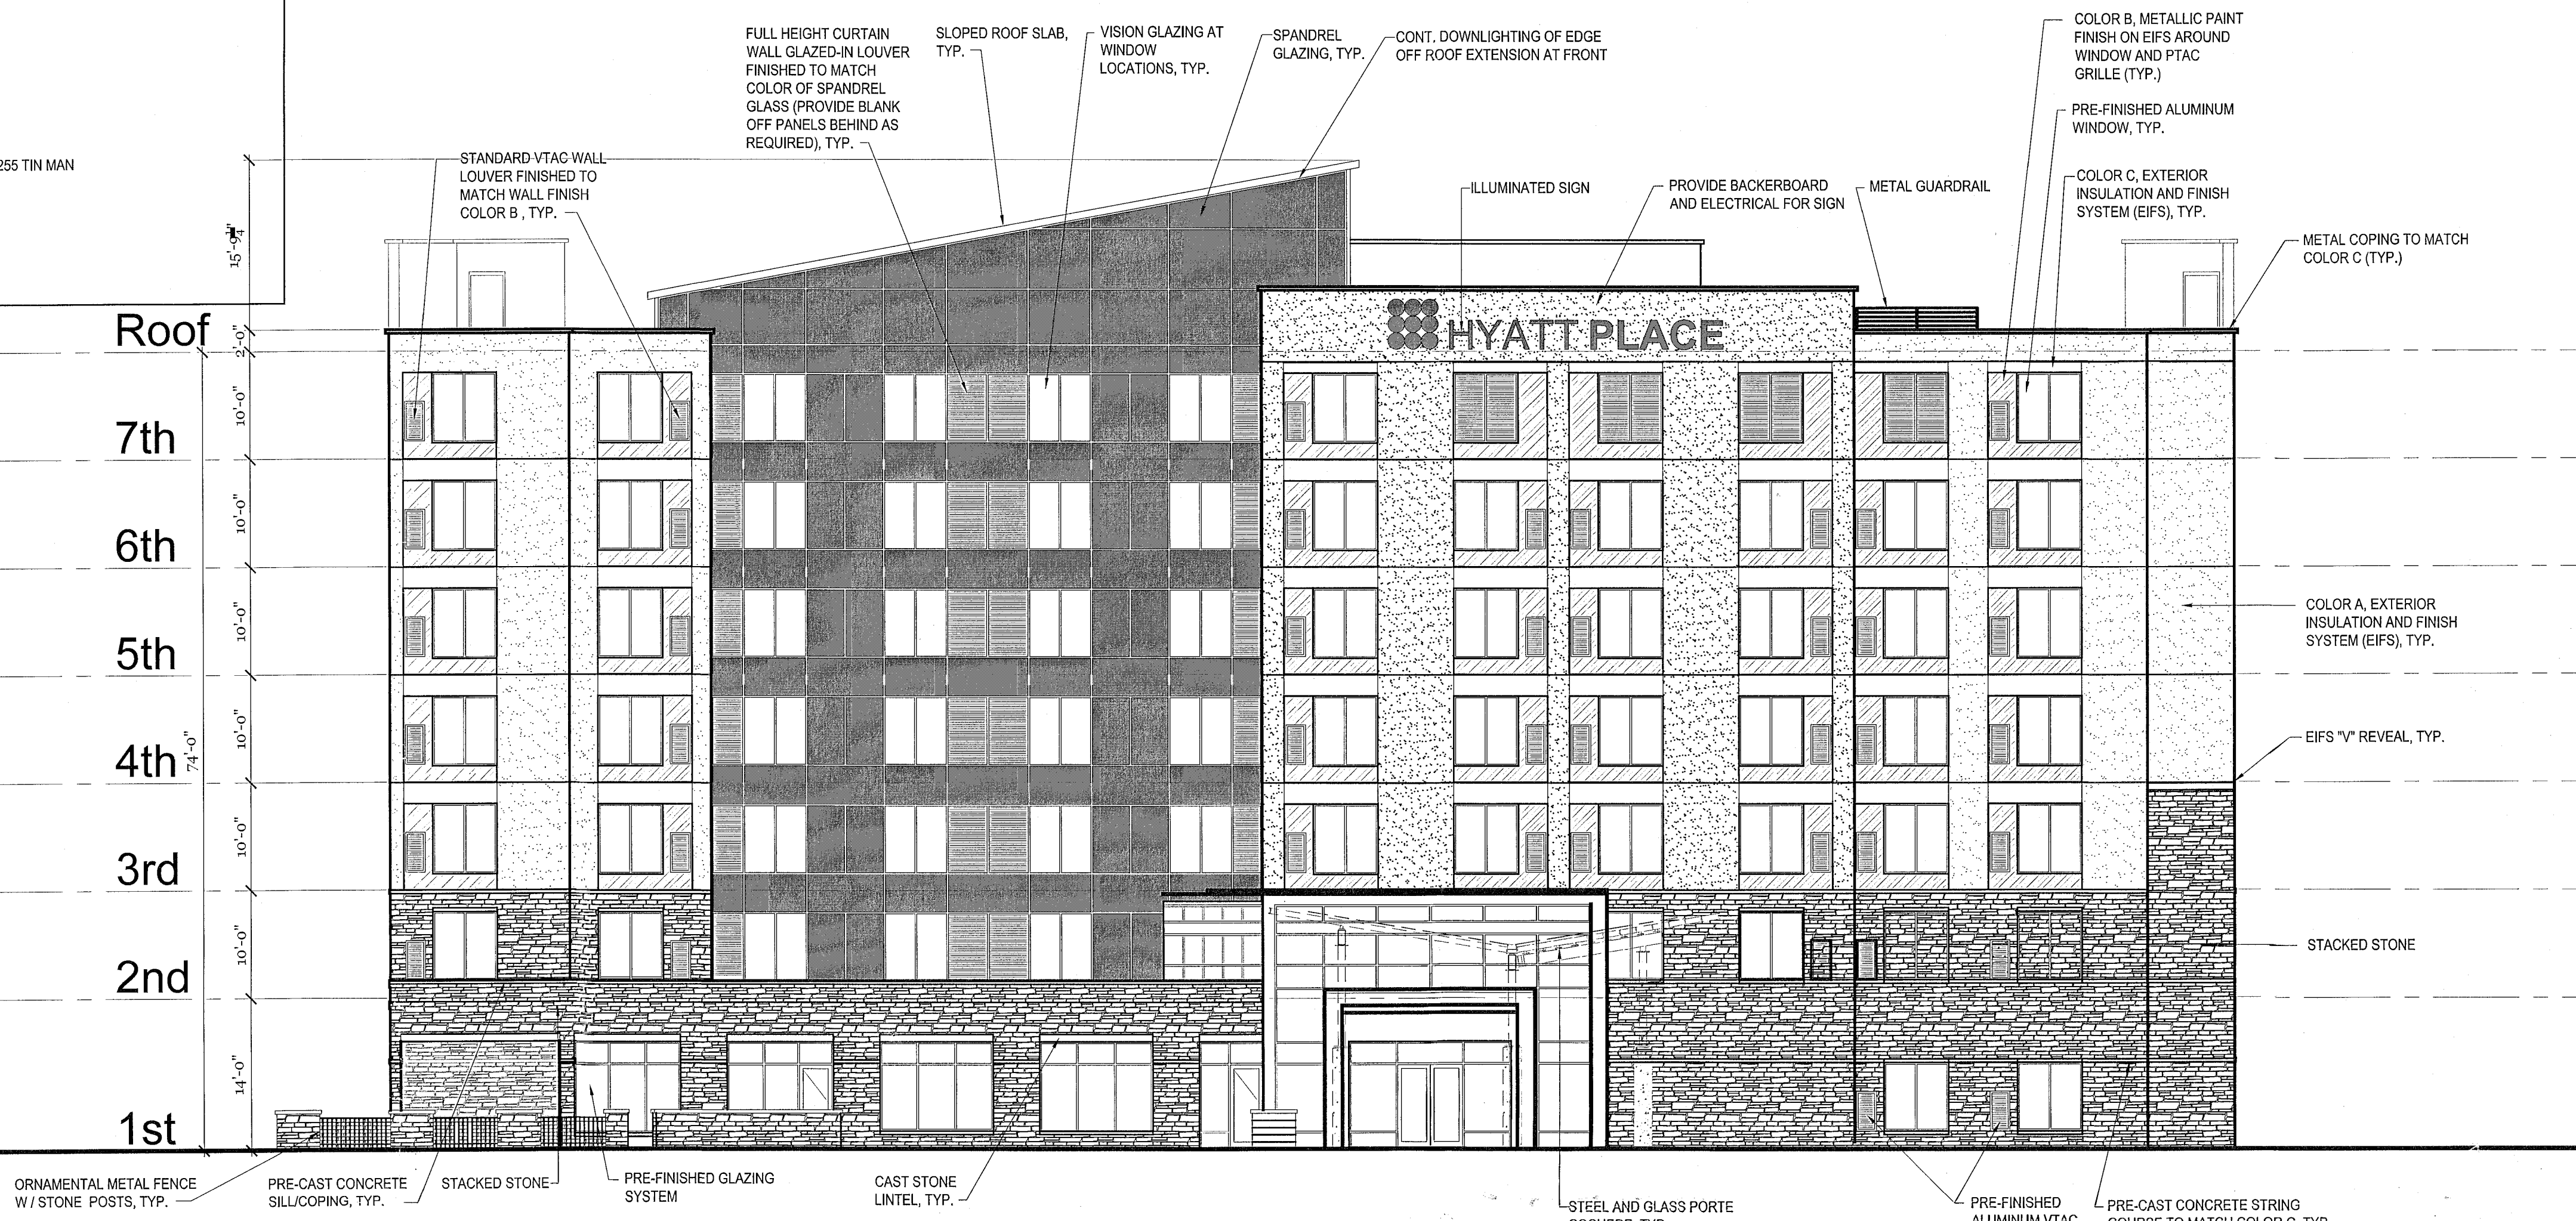 FULL HEIGHT CURTAIN
WALL GLAZED-IN LOUVER
FINISHED TO MATCH
COLOR OF SPANDREL
GLASS (PROVIDE BLANK
OFF PANELS BEHIND AS
REQUIRED), TYP.
SLOPED ROOF SLAB,
TYP.
VISION GLAZING AT
WINDOW
LOCATIONS, TYP.
SPANDREL
GLAZING, TYP.
CONT. DOWNLIGHTING OF EDGE
OFF ROOF EXTENSION AT FRONT
COLOR B, METALLIC PAINT
FINISH ON EIFS AROUND
WINDOW AND PTAC
GRILLE (TYP.)
PRE-FINISHED ALUMINUM
WINDOW, TYP.
255 TIN MAN
STANDARD VTAC WALL
LOUVER FINISHED TO
MATCH WALL FINISH
COLOR B , TYP.
ILLUMINATED SIGN
PROVIDE BACKERBOARD
AND ELECTRICAL FOR SIGN
METAL GUARDRAIL
COLOR C, EXTERIOR
INSULATION AND FINISH
SYSTEM (EIFS), TYP.
METAL COPING TO MATCH
COLOR C (TYP.)
HYATT PLACE
Roof
2'-0"
10'-0"
7th
10'-0"
6th
10'-0"
5th
10'-0"
4th
74'-0"
10'-0"
3rd
10'-0"
2nd
14'-0"
1st
COLOR A, EXTERIOR
INSULATION AND FINISH
SYSTEM (EIFS), TYP.
EIFS "V" REVEAL, TYP.
STACKED STONE
ORNAMENTAL METAL FENCE
W / STONE POSTS, TYP.
PRE-CAST CONCRETE
SILL/COPING, TYP.
STACKED STONE
PRE-FINISHED GLAZING
SYSTEM
CAST STONE
LINTEL, TYP.
STEEL AND GLASS PORTE
PRE-FINISHED
ALUMINUM VTAC
PRE-CAST CONCRETE STRING
COURSE TO MATCH COLOR C, TYP.